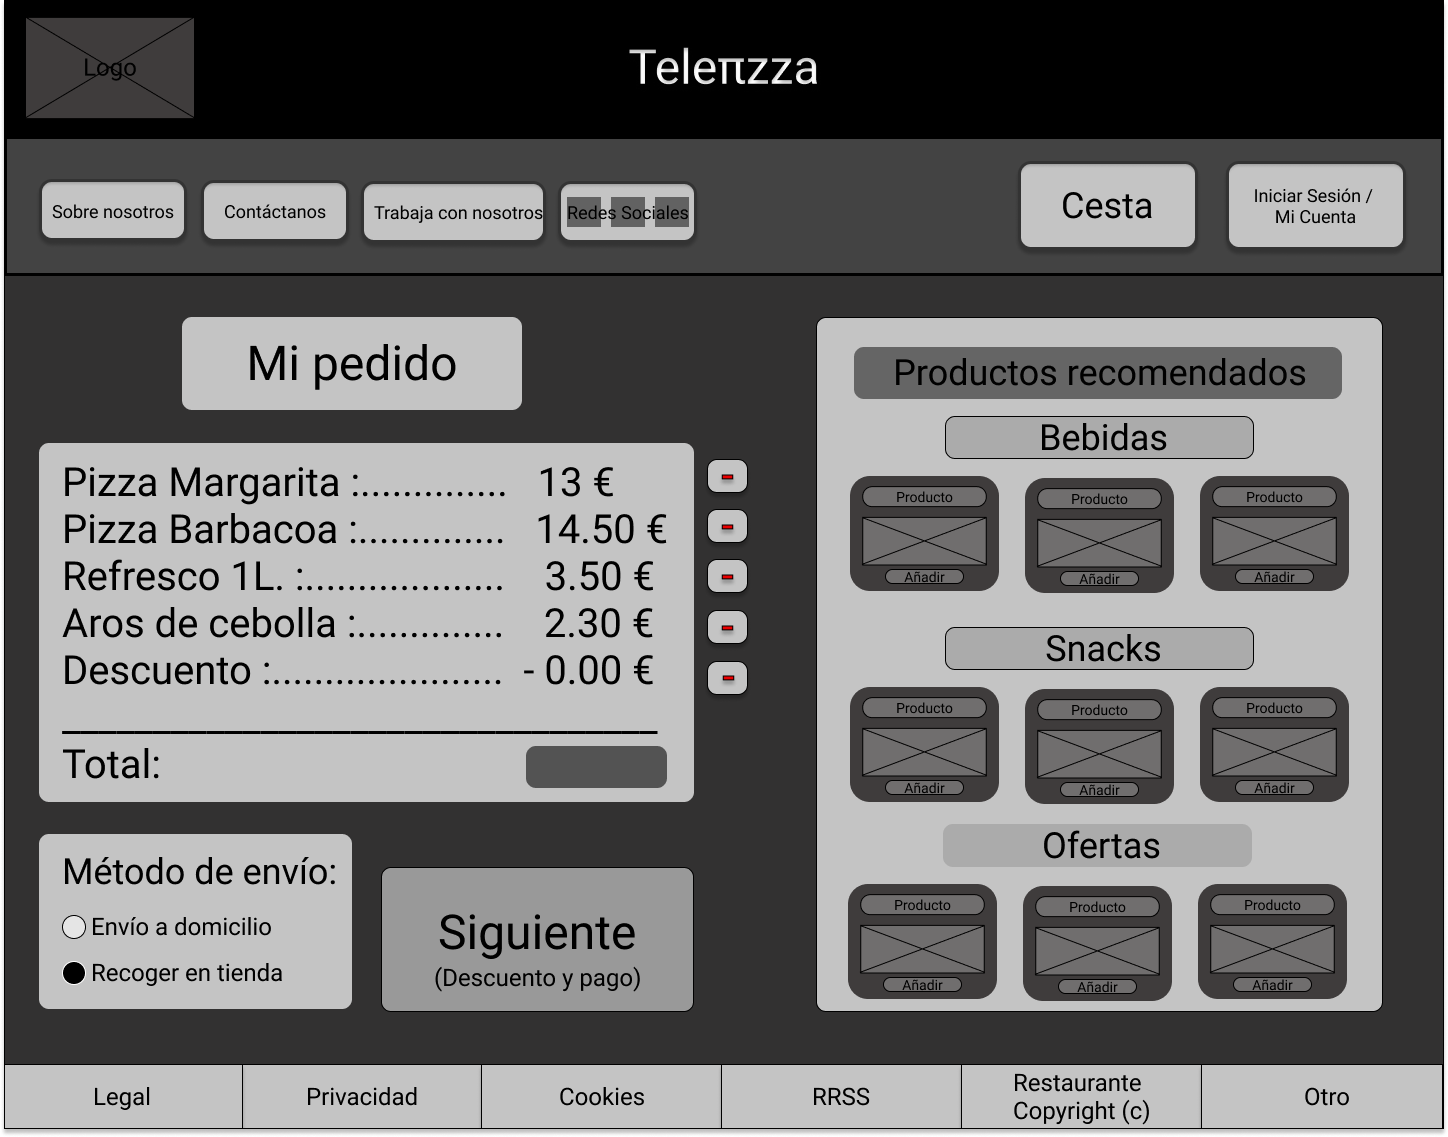 Logo
Teleπzza
Sobre nosotros
Contáctanos
Trabaja con nosotros
Redes Sociales
Cesta
Iniciar Sesión /
Mi Cuenta
Mi pedido
Pizza Margarita :.............. 13 €
Pizza Barbacoa :.............. 14.50 €
Refresco 1L. :................... 3.50 €
Aros de cebolla :.............. 2.30 €
Descuento :...................... - 0.00 €
Total:
-
-
-
-
-
Método de envío:
Envío a domicilio
Recoger en tienda
Siguiente
(Descuento y pago)
Productos recomendados
Bebidas
Producto
Añadir
Producto
Añadir
Producto
Añadir
Snacks
Producto
Añadir
Producto
Añadir
Producto
Añadir
Ofertas
Producto
Añadir
Producto
Añadir
Producto
Añadir
Legal
Privacidad
Cookies
RRSS
Restaurante
Copyright (c)
Otro